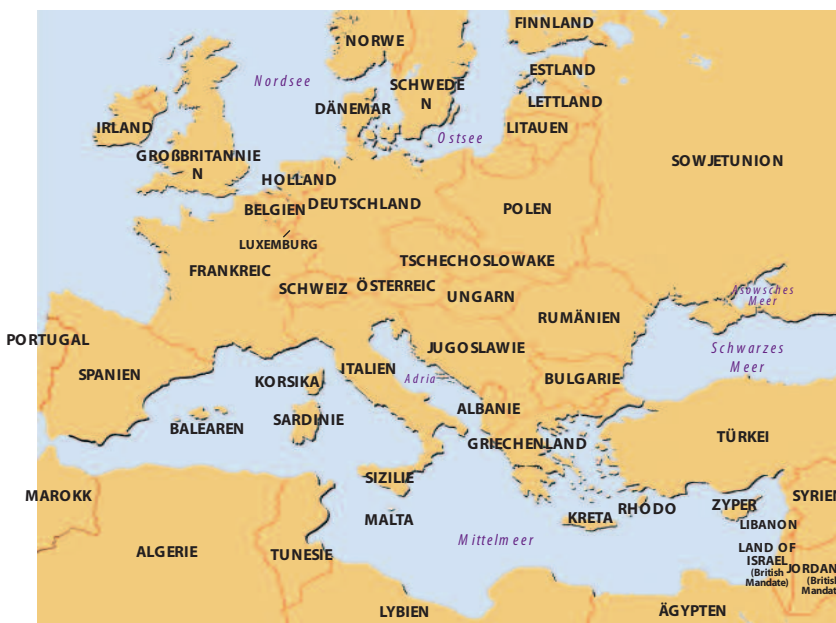 FINNLAND
NORWE
ESTLAND
Nordsee
SCHWEDE
N
DÄNEMAR
LETTLAND
IRLAND
LITAUEN
Ostsee
GROßBRITANNIE
N
SOWJETUNION
HOLLAND
DEUTSCHLAND
BELGIEN
POLEN
LUXEMBURG
TSCHECHOSLOWAKE
FRANKREIC
SCHWEIZ
ÖSTERREIC
UNGARN
Asowsches
Meer
RUMÄNIEN
PORTUGAL
JUGOSLAWIE
Schwarzes
Meer
SPANIEN
KORSIKA
ITALIEN
Adria
BULGARIE
ALBANIE
BALEAREN
SARDINIE
GRIECHENLAND
TÜRKEI
SIZILIE
MAROKK
MALTA
KRETA
RHODO
ZYPER
SYRIEN
LIBANON
Mittelmeer
ALGERIE
TUNESIE
LAND OF
ISRAEL
(British
Mandate)
JORDAN
(British
Mandat
LYBIEN
ÄGYPTEN